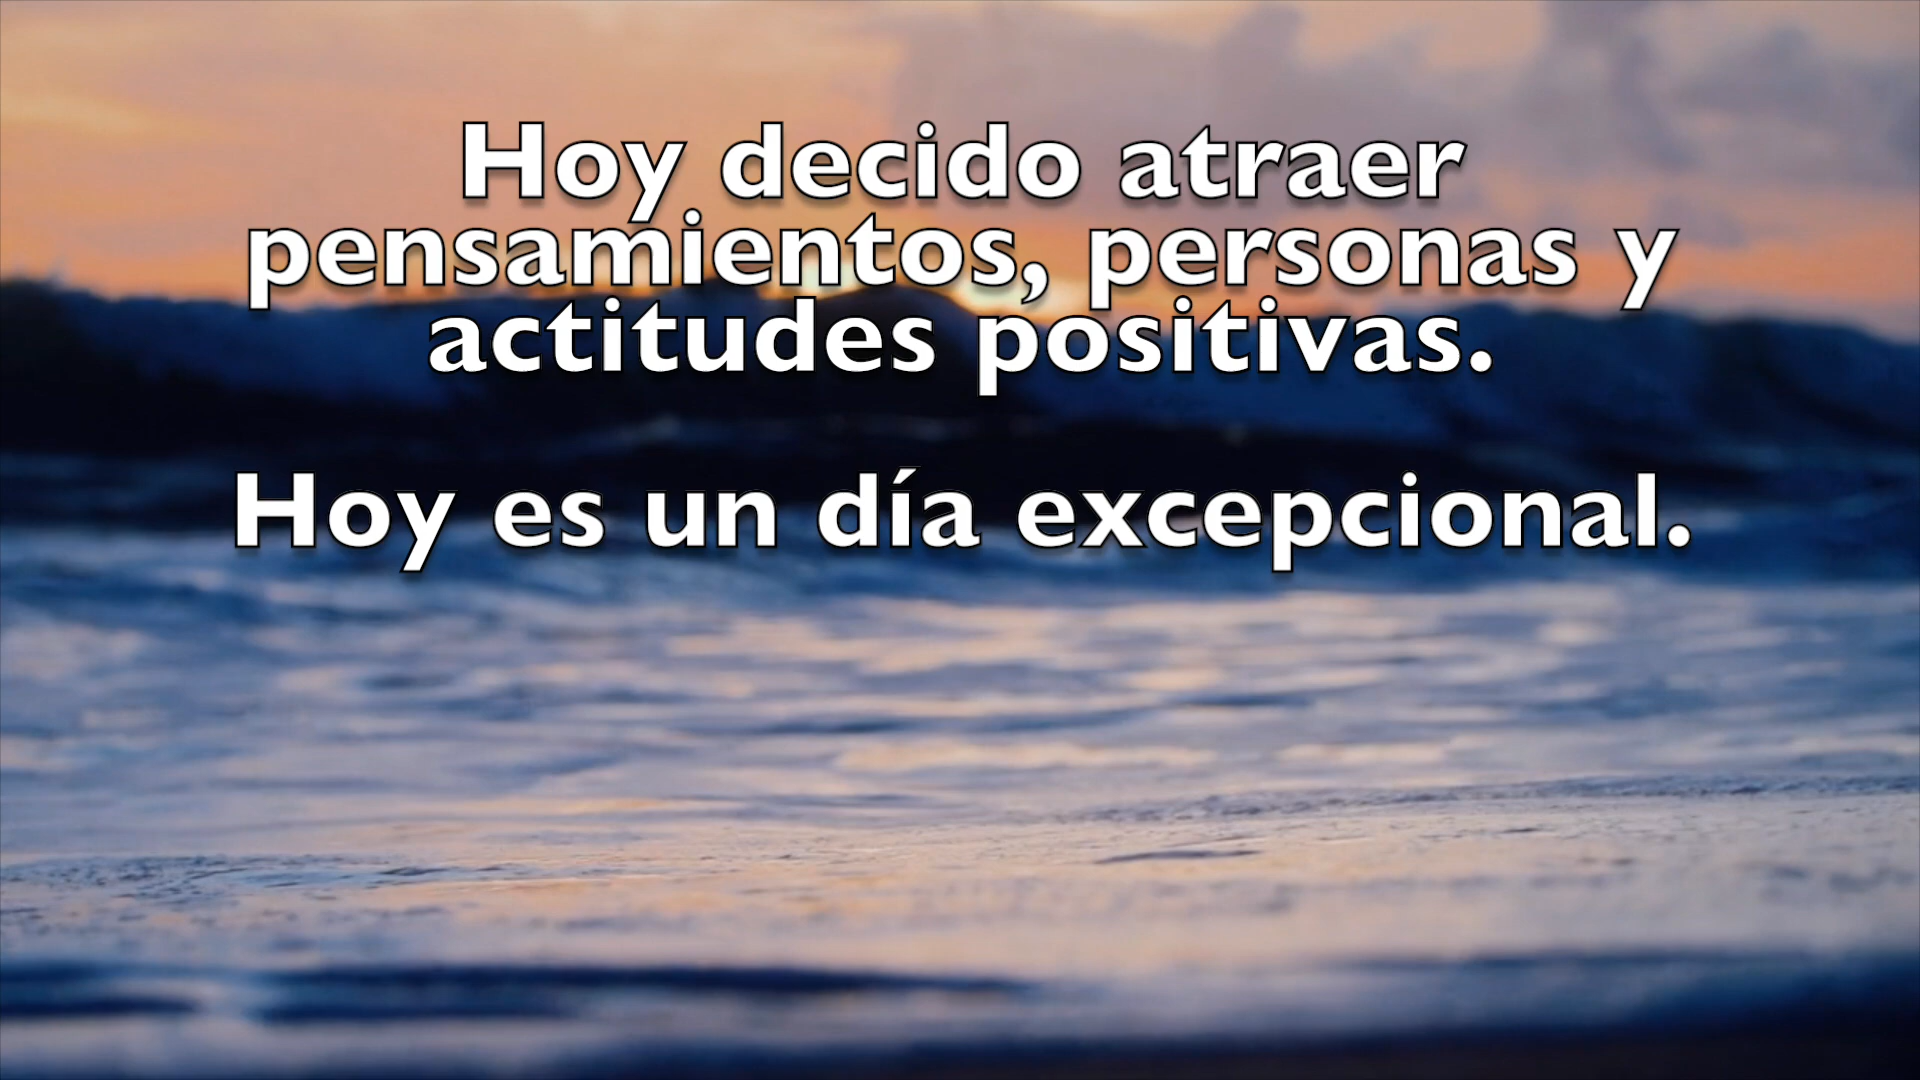 Hoy decido atraer
pensamientos, personas y
actitudes positivas.
Hoy es un día excepcional.